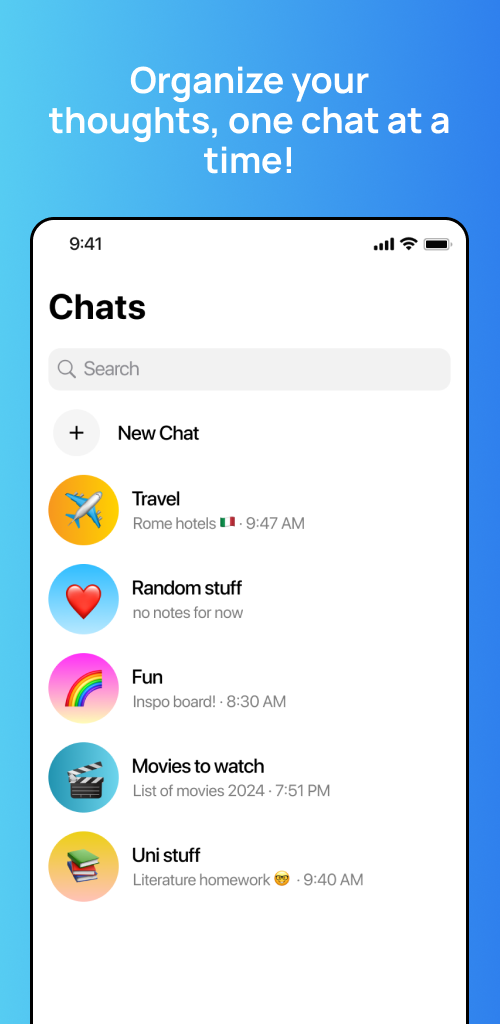 Organize your
thoughts, one chat at a
time!
9:41
Chats
Search
+ New Chat
Travel
Rome hotels 🇮🇹 · 9:47 AM
Random stuff
no notes for now
Fun
Inspo board! · 8:30 AM
Movies to watch
List of movies 2024 · 7:51 PM
Uni stuff
Literature homework 🤓 · 9:40 AM